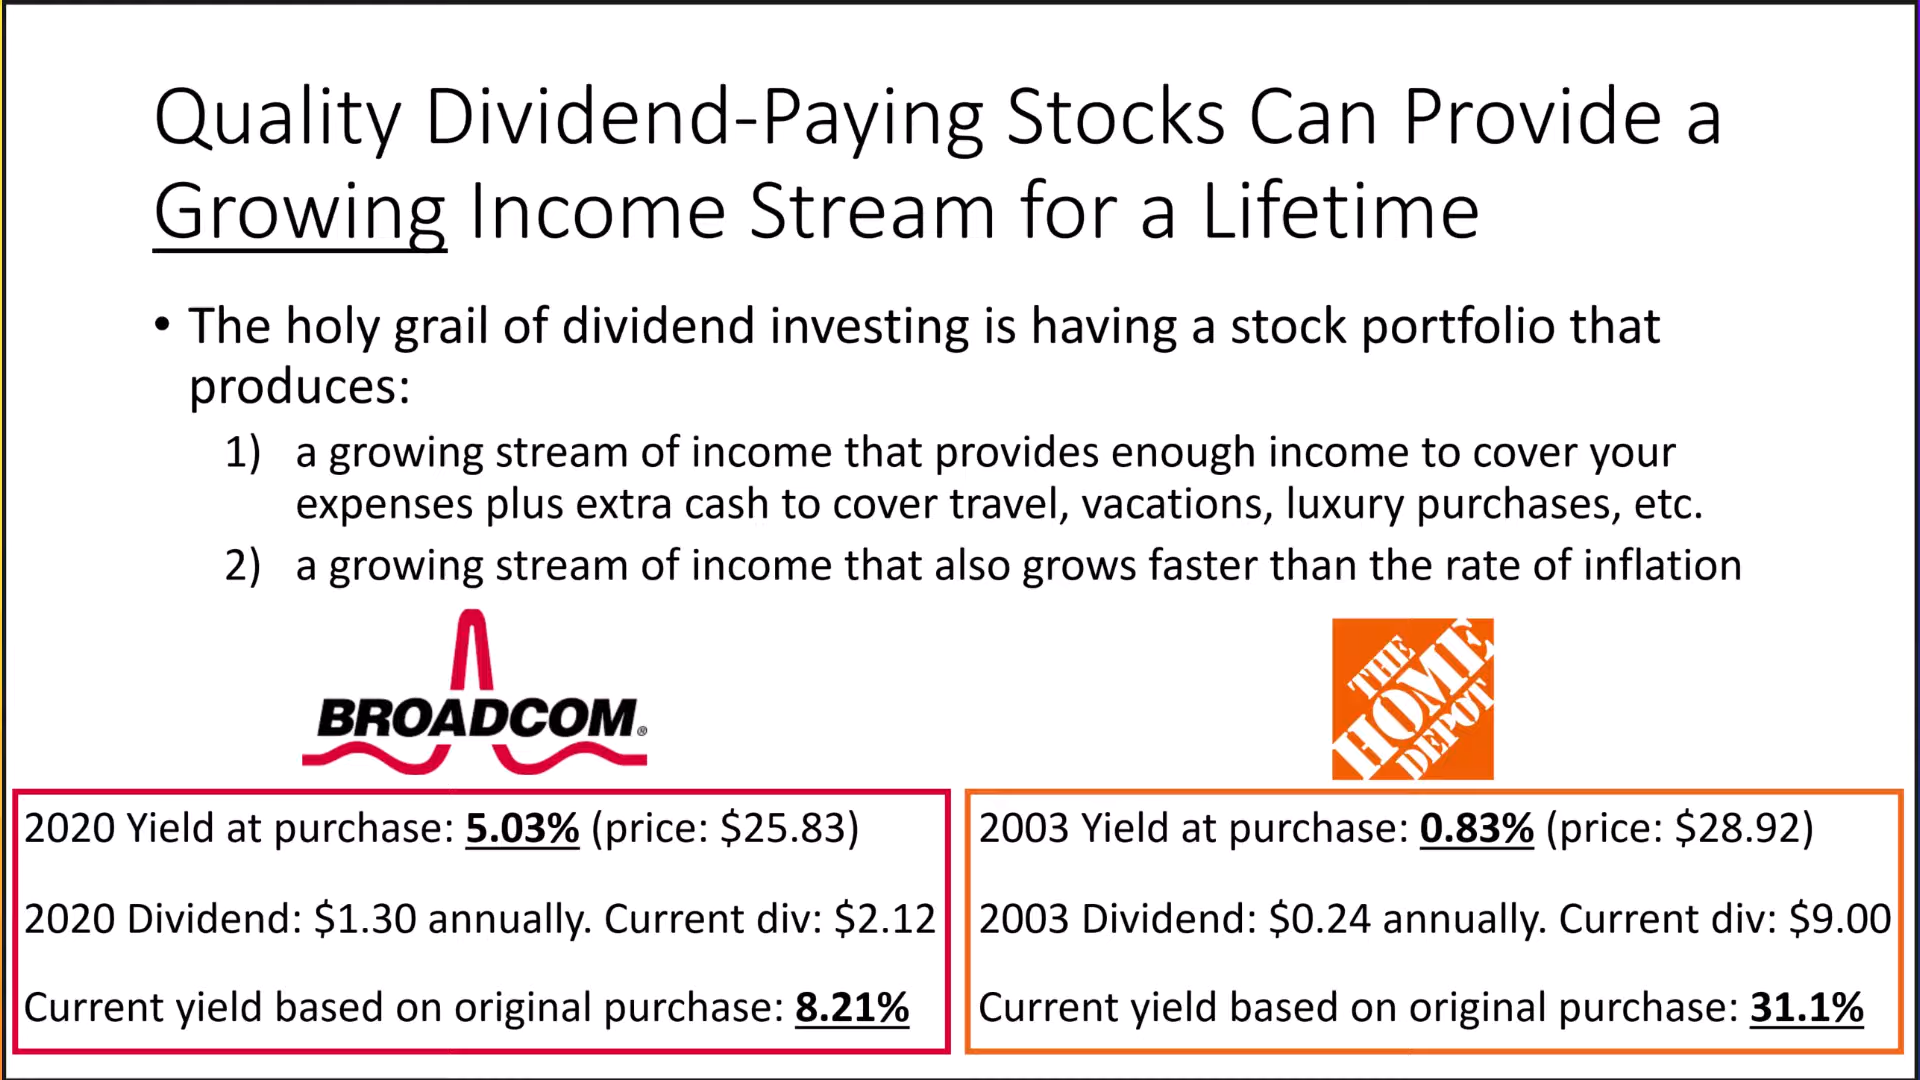 Quality Dividend-Paying Stocks Can Provide a
Growing Income Stream for a Lifetime
• The holy grail of dividend investing is having a stock portfolio that
produces:
1) a growing stream of income that provides enough income to cover your
expenses plus extra cash to cover travel, vacations, luxury purchases, etc.
2) a growing stream of income that also grows faster than the rate of inflation
BROADCOM®
THE
HOME
DEPOT
2020 Yield at purchase: 5.03% (price: $25.83)
2020 Dividend: $1.30 annually. Current div: $2.12
Current yield based on original purchase: 8.21%
2003 Yield at purchase: 0.83% (price: $28.92)
2003 Dividend: $0.24 annually. Current div: $9.00
Current yield based on original purchase: 31.1%